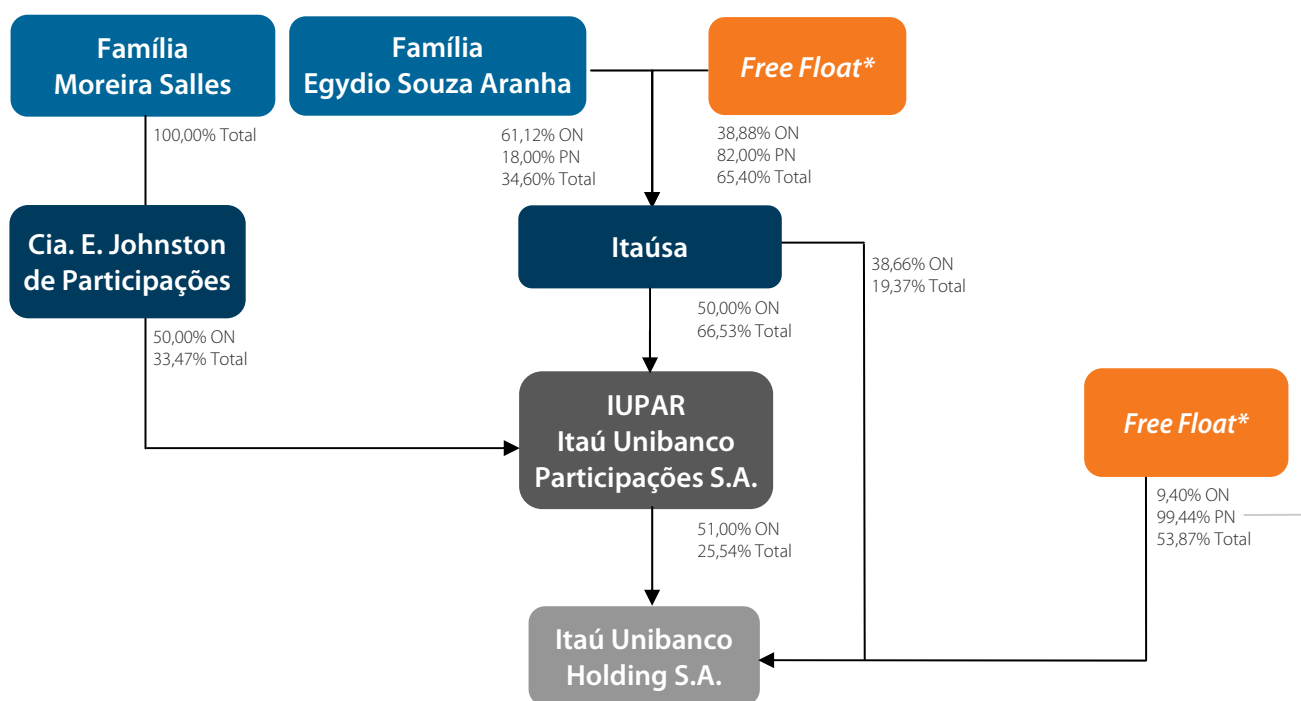 Família
Moreira Salles
Família
Egydio Souza Aranha
Free Float*
100,00% Total
61,12% ON
18,00% PN
34,60% Total
38,88% ON
82,00% PN
65,40% Total
Cia. E. Johnston
de Participações
Itaúsa
38,66% ON
19,37% Total
50,00% ON
33,47% Total
50,00% ON
66,53% Total
IUPAR
Itaú Unibanco
Participações S.A.
Free Float*
9,40% ON
99,44% PN
53,87% Total
51,00% ON
25,54% Total
Itaú Unibanco
Holding S.A.